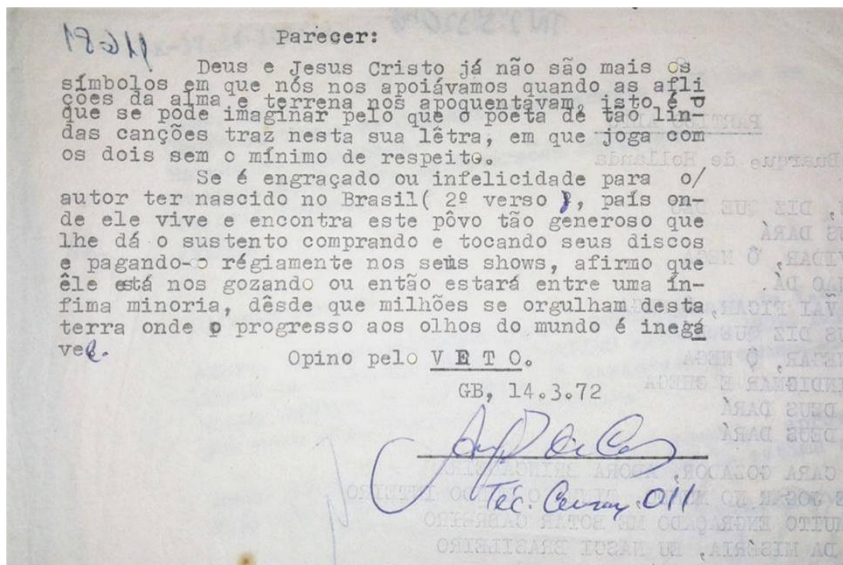 Parecer:
Deus e Jesus Cristo já não são mais os
símbolos em que nós nos apoiávamos quando as afli
ções da alma e terrena nos apoquentávam, isto é o
que se pode imaginar pelo que o poeta de tão lin-
das canções traz nesta sua lêtra, em que joga com
os dois sem o mínimo de respeito.
Se é engraçado ou infelicidade para o/
autor ter nascido no Brasil( 2º verso ), país on-
de ele vive e encontra este pôvo tão generoso que
lhe dá o sustento comprando e tocando seus discos
e pagando-o régiamente nos seus shows, afirmo que
êle está nos gozando ou então estará entre uma ín-
fima minoria, dêsde que milhões se orgulham desta
terra onde o progresso aos olhos do mundo é inegá
vel.
Opino pelo V E T O.
GB, 14.3.72
Téc. Censura 011